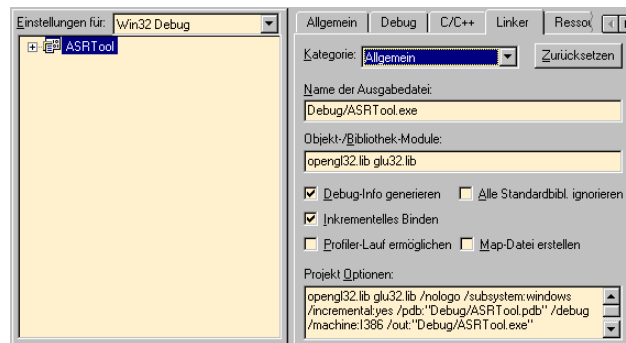 Einstellungen für: Win32 Debug
ASRTool
Allgemein Debug C/C++ Linker
Kategorie: Allgemein Zurücksetzen
Name der Ausgabedatei:
Debug/ASRTool.exe
Objekt-/Bibliothek-Module:
opengl32.lib glu32.lib
Debug-Info generieren Alle Standardbibl. ignorieren
Inkrementelles Binden
Profiler-Lauf ermöglichen Map-Datei erstellen
Projekt Optionen:
opengl32.lib glu32.lib /nologo /subsystem:windows
/incremental:yes /pdb:"Debug/ASRTool.pdb" /debug
/machine:I386 /out:"Debug/ASRTool.exe"